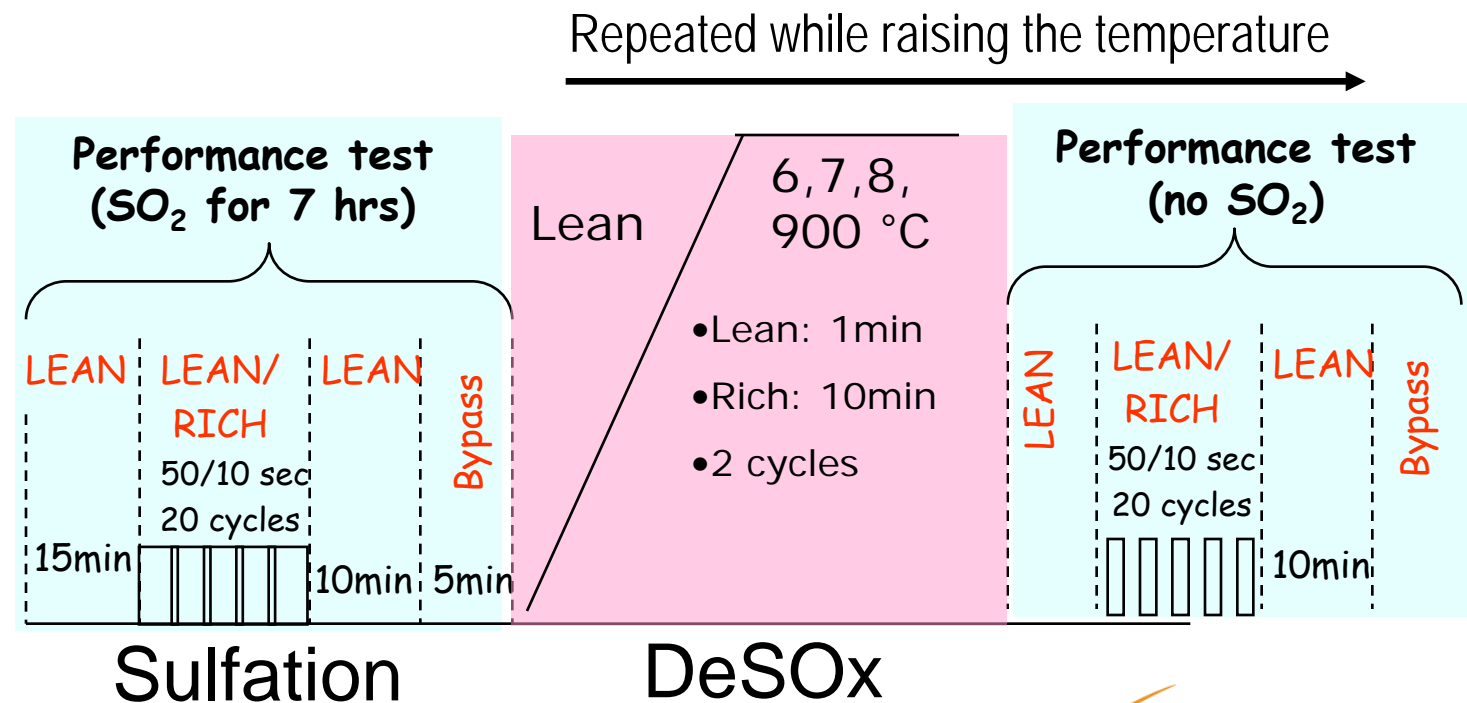 Repeated while raising the temperature
Performance test
(SO₂ for 7 hrs)
LEAN
LEAN/
RICH
50/10 sec
20 cycles
LEAN
Bypass
15min
10min
5min
Sulfation
Lean
6,7,8,
900 °C
•Lean: 1min
•Rich: 10min
•2 cycles
DeSOx
Performance test
(no SO₂)
LEAN
LEAN/
RICH
50/10 sec
20 cycles
LEAN
10min
Bypass